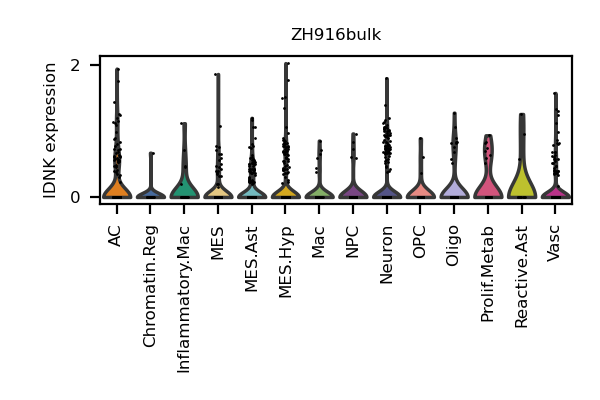 ZH916bulk
IDNK expression
2
0
AC
Chromatin.Reg
Inflammatory.Mac
MES
MES.Ast
MES.Hyp
Mac
NPC
Neuron
OPC
Oligo
Prolif.Metab
Reactive.Ast
Vasc